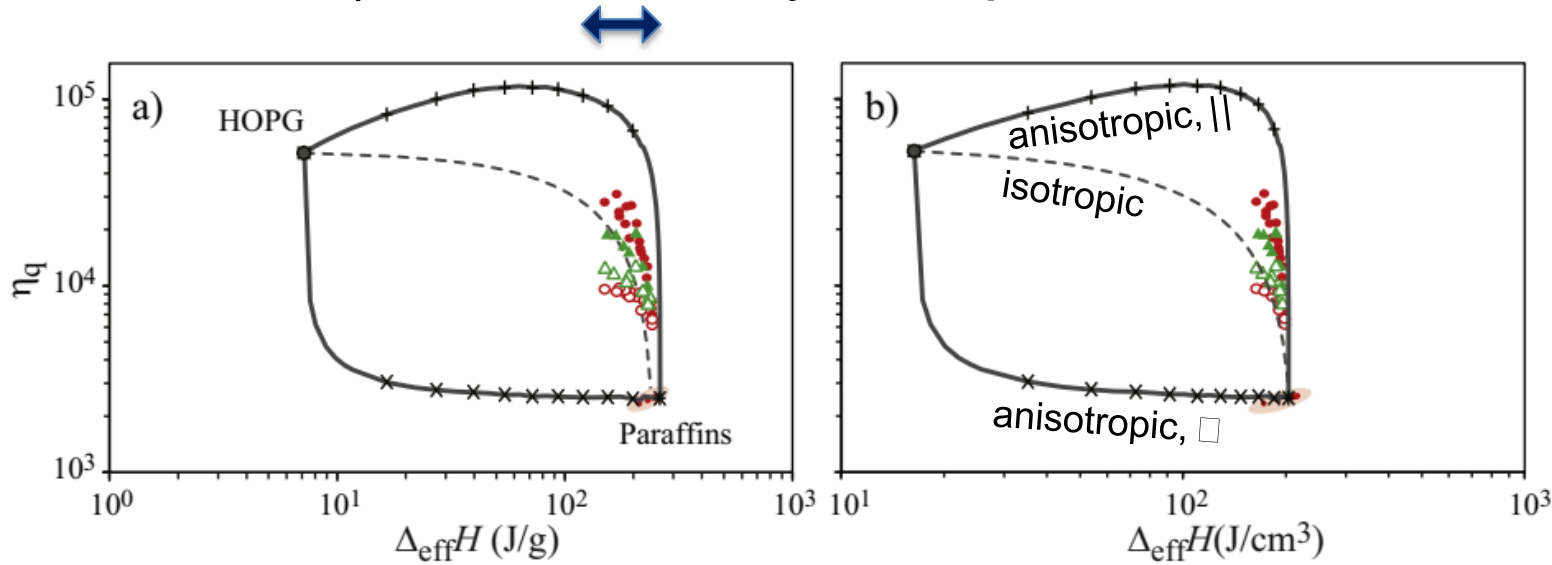 a)
HOPG
Paraffins
10⁵
10⁴
10³
ηq
10⁰ 10¹ 10² 10³
ΔeffH (J/g)
b)
anisotropic, ||
isotropic
anisotropic, □
10¹ 10² 10³
ΔeffH(J/cm³)